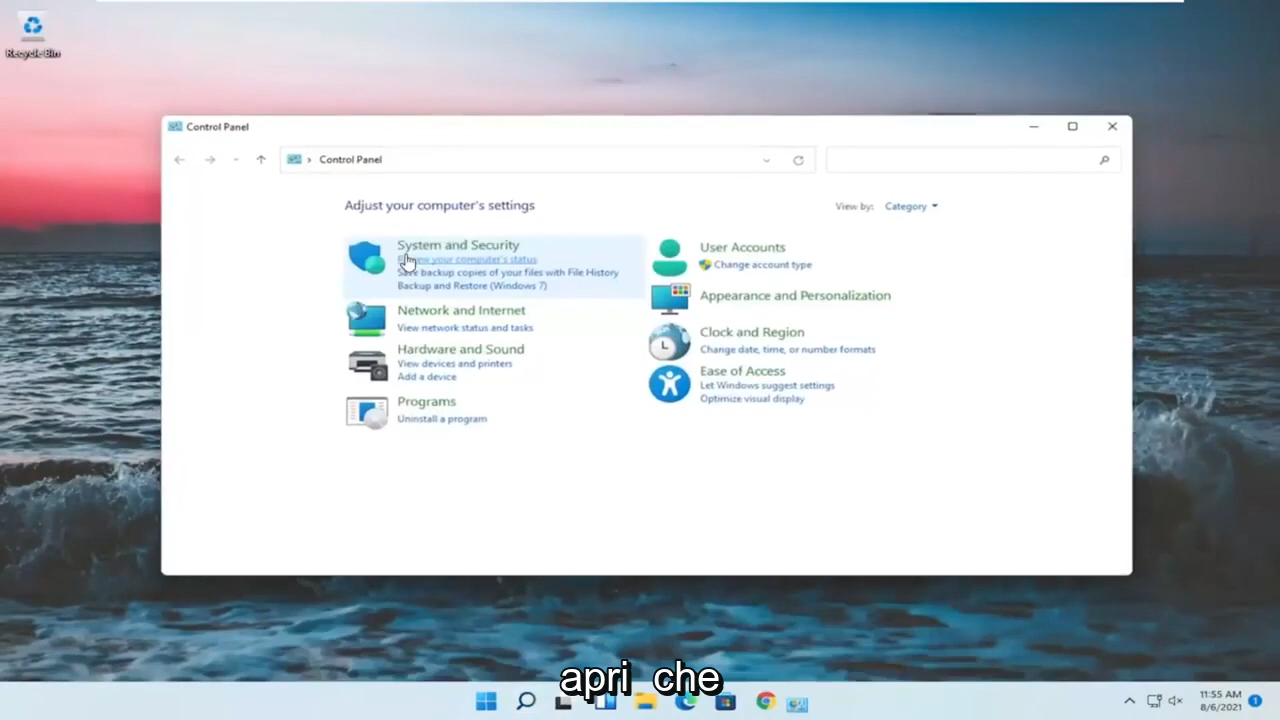 Recycle Bin
Control Panel
Control Panel
Adjust your computer's settings
View by: Category
System and Security
your computer's status
Save backup copies of your files with File History
Backup and Restore (Windows 7)
Network and Internet
View network status and tasks
Hardware and Sound
View devices and printers
Add a device
Programs
Uninstall a program
User Accounts
Change account type
Appearance and Personalization
Clock and Region
Change date, time, or number formats
Ease of Access
Let Windows suggest settings
Optimize visual display
apri che
11:55 AM
8/6/2021
1